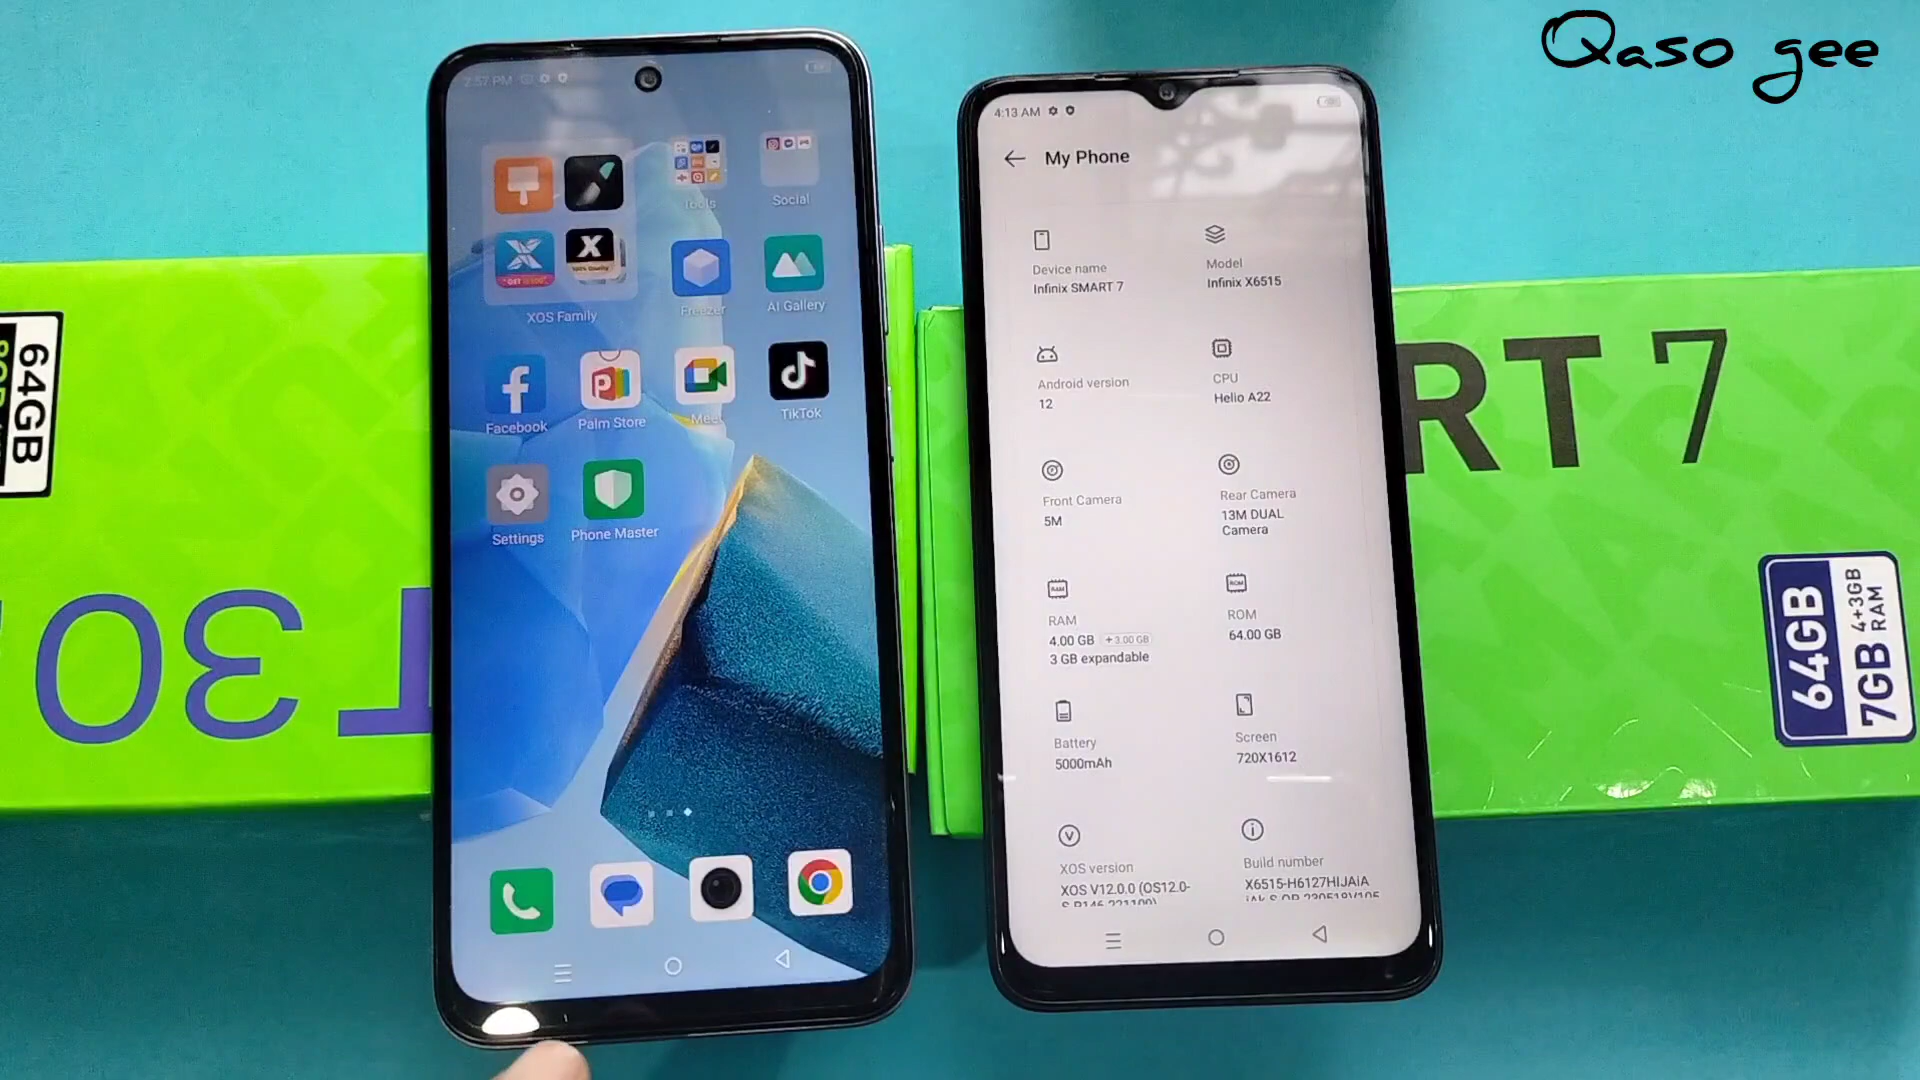 Qaso gee
2:57 PM
Tools
Social
XOS Family
Freezer
AI Gallery
Facebook
Palm Store
Meet
TikTok
Settings
Phone Master
4:13 AM
My Phone
Device name
Infinix SMART 7
Model
Infinix X6515
Android version
12
CPU
Helio A22
Front Camera
5M
Rear Camera
13M DUAL
Camera
RAM
4.00 GB +3.00 GB
3 GB expandable
ROM
64.00 GB
Battery
5000mAh
Screen
720X1612
XOS version
XOS V12.0.0 (OS12.0-
Build number
X6515-H6127HIJAiA
64GB
T30
RT 7
64GB
7GB 4+3GB
RAM